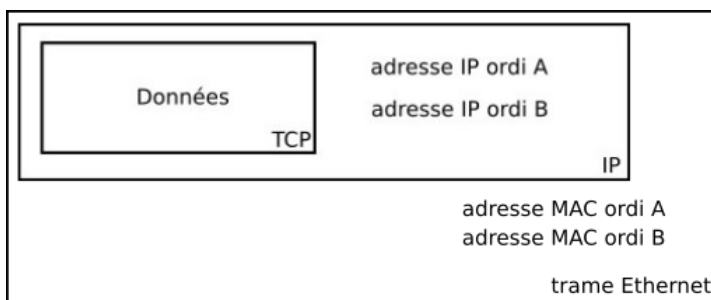 Données
TCP
adresse IP ordi A
adresse IP ordi B
IP
adresse MAC ordi A
adresse MAC ordi B
trame Ethernet